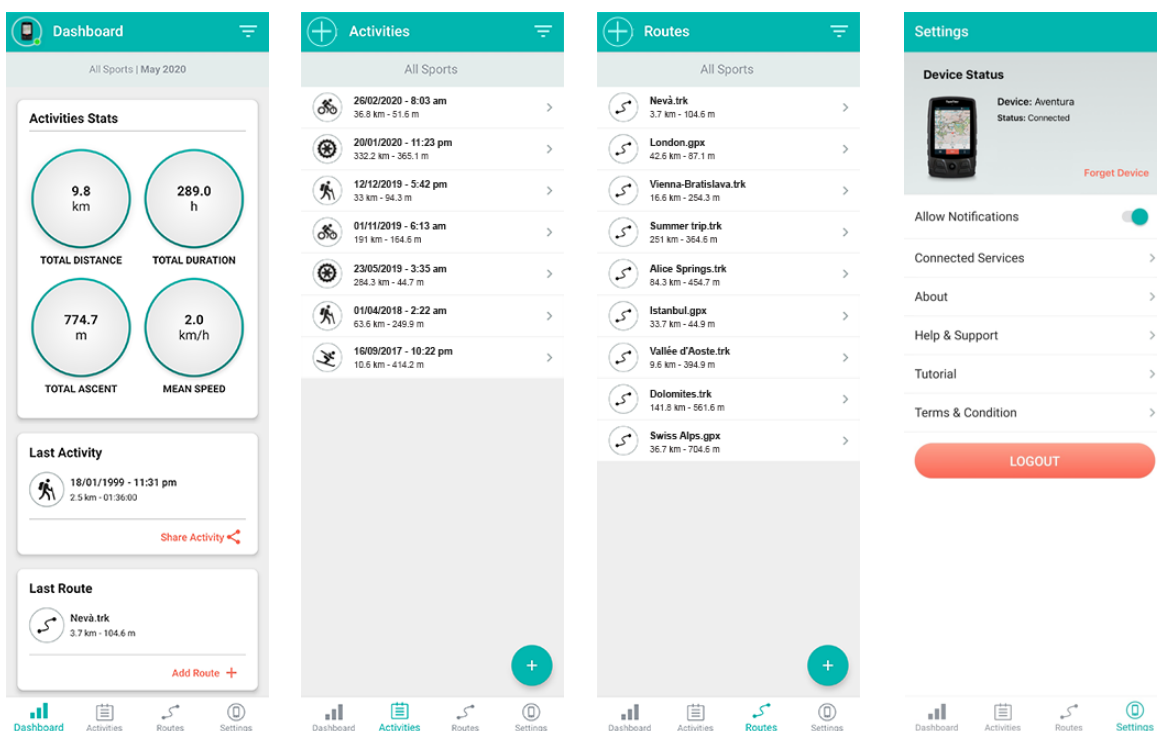 Dashboard
All Sports | May 2020
Activities Stats
9.8
km
289.0
h
TOTAL DISTANCE
TOTAL DURATION
774.7
m
2.0
km/h
TOTAL ASCENT
MEAN SPEED
Last Activity
18/01/1999 - 11:31 pm
2.5 km - 01:36:00
Share Activity
Last Route
Nevà.trk
3.7 km - 104.6 m
Add Route +
Dashboard
Activities
Routes
Settings
Activities
All Sports
26/02/2020 - 8:03 am
36.8 km - 51.6 m
20/01/2020 - 11:23 pm
332.2 km - 365.1 m
12/12/2019 - 5:42 pm
33 km - 94.3 m
01/11/2019 - 6:13 am
191 km - 164.6 m
23/05/2019 - 3:35 am
284.3 km - 44.7 m
01/04/2018 - 2:22 am
63.6 km - 249.9 m
16/09/2017 - 10:22 pm
10.6 km - 414.2 m
Dashboard
Activities
Routes
Settings
Routes
All Sports
Nevà.trk
3.7 km - 104.6 m
London.gpx
42.6 km - 87.1 m
Vienna-Bratislava.trk
16.6 km - 254.3 m
Summer trip.trk
251 km - 364.6 m
Alice Springs.trk
84.3 km - 454.7 m
Istanbul.gpx
33.7 km - 44.9 m
Vallée d'Aoste.trk
9.6 km - 394.9 m
Dolomites.trk
141.8 km - 561.6 m
Swiss Alps.gpx
36.7 km - 704.6 m
Dashboard
Activities
Routes
Settings
Settings
Device Status
Device: Aventura
Status: Connected
Forget Device
Allow Notifications
Connected Services
About
Help & Support
Tutorial
Terms & Condition
LOGOUT
Dashboard
Activities
Routes
Settings